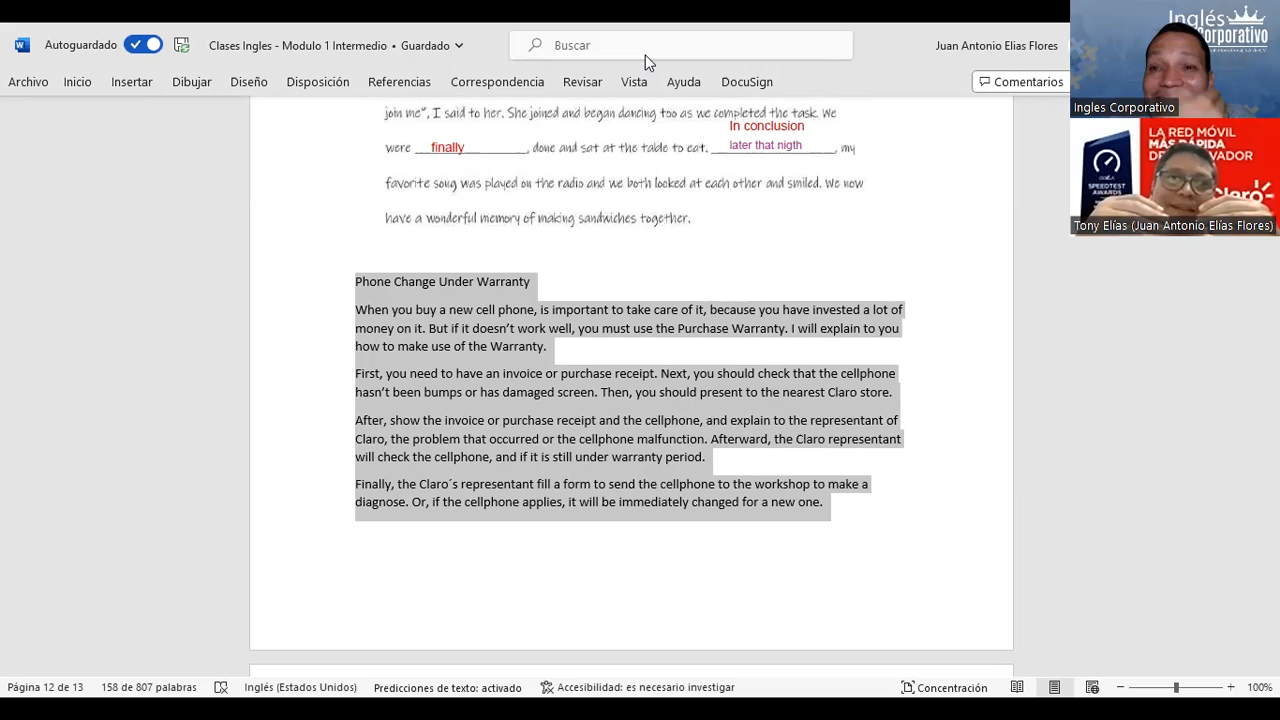 Autoguardado
Clases Ingles - Modulo 1 Intermedio • Guardado
Buscar
Juan Antonio Elias Flores
Archivo Inicio Insertar Dibujar Diseño Disposición Referencias Correspondencia Revisar Vista Ayuda DocuSign
Comentarios
join me", I said to her. She joined and began dancing too as we completed the task. We
In conclusion
were finally, done and sat at the table to eat. later that nigth, my
favorite song was played on the radio and we both looked at each other and smiled. We now
have a wonderful memory of making sandwiches together.
Phone Change Under Warranty
When you buy a new cell phone, is important to take care of it, because you have invested a lot of
money on it. But if it doesn't work well, you must use the Purchase Warranty. I will explain to you
how to make use of the Warranty.
First, you need to have an invoice or purchase receipt. Next, you should check that the cellphone
hasn't been bumps or has damaged screen. Then, you should present to the nearest Claro store.
After, show the invoice or purchase receipt and the cellphone, and explain to the representant of
Claro, the problem that occurred or the cellphone malfunction. Afterward, the Claro representant
will check the cellphone, and if it is still under warranty period.
Finally, the Claro´s representant fill a form to send the cellphone to the workshop to make a
diagnose. Or, if the cellphone applies, it will be immediately changed for a new one.
Página 12 de 13
158 de 807 palabras
Inglés (Estados Unidos)
Predicciones de texto: activado
Accesibilidad: es necesario investigar
Concentración
100%
Inglés
Corporativo
Ingles Corporativo
SPEEDTEST
AWARDS
LA RED MÓVIL
MÁS RÁPIDA
Tony Elías (Juan Antonio Elías Flores)